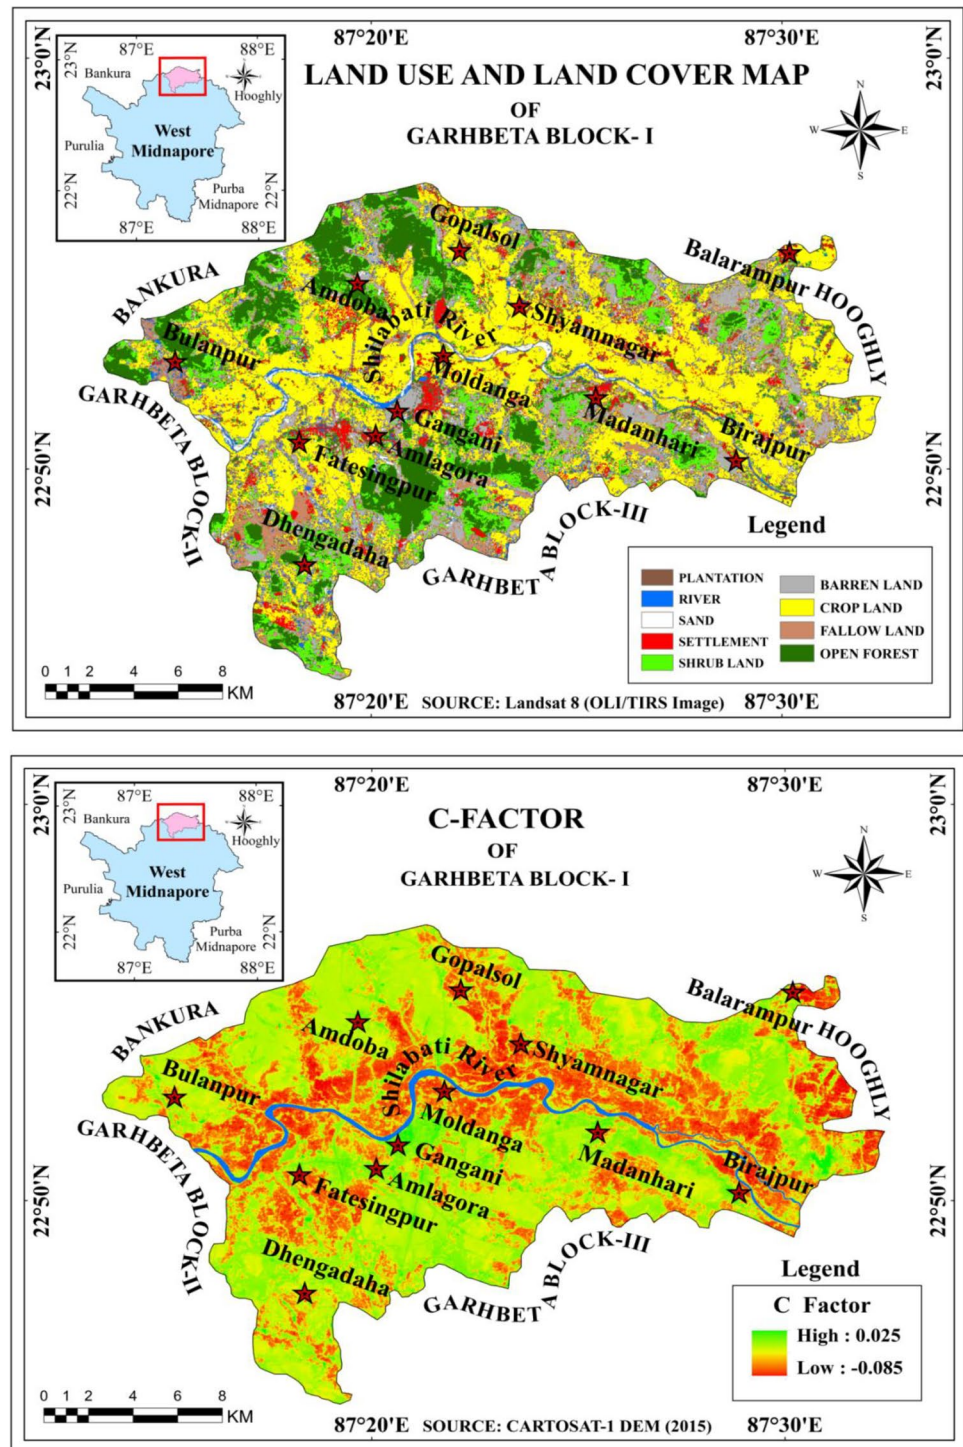 87°20'E 87°30'E
23°0'N 23°0'N
87°E 88°E
23°N 23°N
Bankura
Hooghly
West
Midnapore
Purulia
Purba
Midnapore
22°N 22°N
87°E 88°E
LAND USE AND LAND COVER MAP
OF
GARHBETA BLOCK- I
N
W E
S
Gopalsol
Balarampur
HOOGHLY
BANKURA
Amdoba
Shilabati River
Shyamnagar
Bulanpur
Moldanga
GARHBETA BLOCK-II
Gangani
Madanhari
Birajpur
Amlagora
Fatesingpur
22°50'N 22°50'N
Dhengadaha
GARHBET ABLOCK-III
Legend
PLANTATION
RIVER
SAND
SETTLEMENT
SHRUB LAND
BARREN LAND
CROP LAND
FALLOW LAND
OPEN FOREST
0 1 2 4 6 8
KM
87°20'E SOURCE: Landsat 8 (OLI/TIRS Image) 87°30'E
87°20'E 87°30'E
23°0'N 23°0'N
87°E 88°E
23°N 23°N
Bankura
Hooghly
West
Midnapore
Purulia
Purba
Midnapore
22°N 22°N
87°E 88°E
C-FACTOR
OF
GARHBETA BLOCK- I
N
W E
S
Gopalsol
Balarampur
HOOGHLY
BANKURA
Amdoba
Shilabati River
Shyamnagar
Bulanpur
Moldanga
GARHBETA BLOCK-II
Gangani
Madanhari
Birajpur
Amlagora
Fatesingpur
22°50'N 22°50'N
Dhengadaha
GARHBET ABLOCK-III
Legend
C Factor
High : 0.025
Low : -0.085
0 1 2 4 6 8
KM
SOURCE: CARTOSAT-1 DEM (2015)
87°20'E 87°30'E